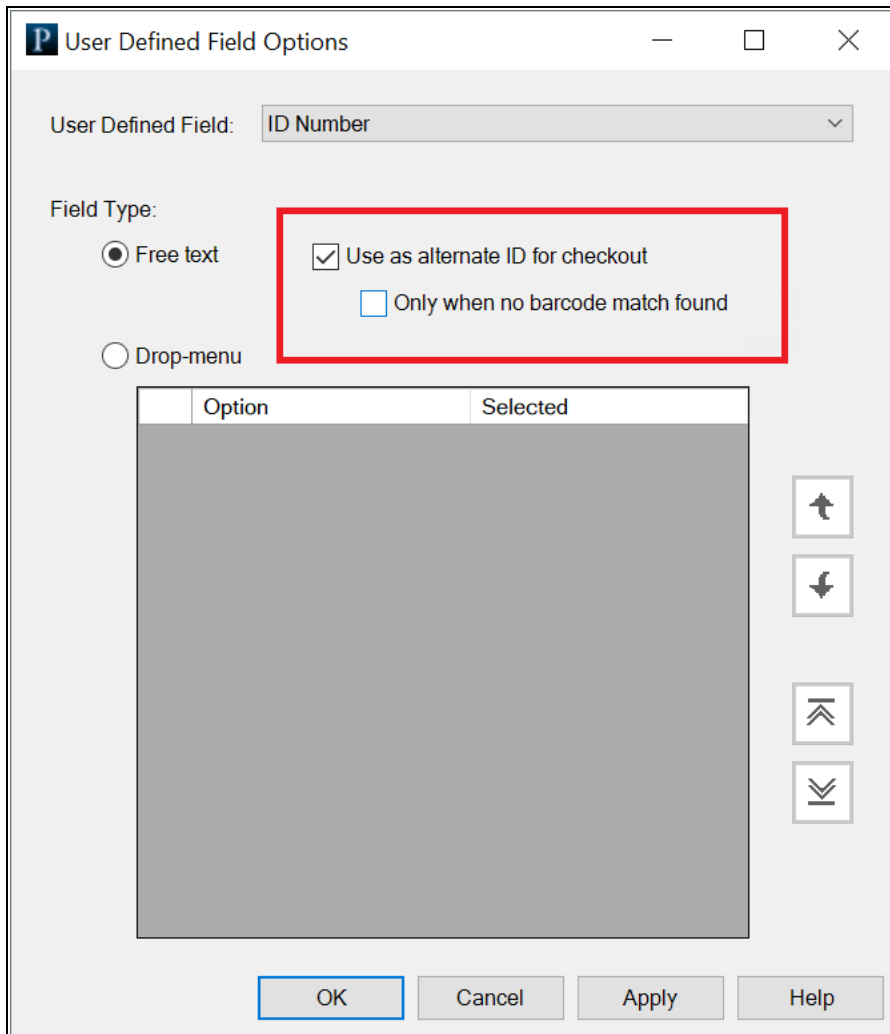 P User Defined Field Options
User Defined Field: ID Number
Field Type:
Free text
Use as alternate ID for checkout
Only when no barcode match found
Drop-menu
Option Selected
OK Cancel Apply Help